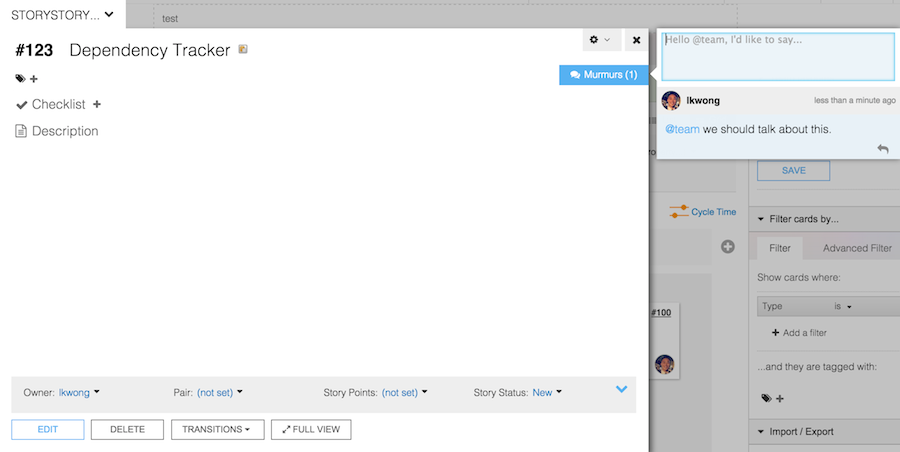 STORYSTORY...
test
#123 Dependency Tracker
Murmurs (1)
Checklist
Description
Hello @team, I'd like to say...
lkwong less than a minute ago
@team we should talk about this.
SAVE
Cycle Time
Filter cards by...
Filter Advanced Filter
Show cards where:
Type is
Add a filter
#100
...and they are tagged with:
Import / Export
Owner: lkwong Pair: (not set) Story Points: (not set) Story Status: New
EDIT DELETE TRANSITIONS FULL VIEW